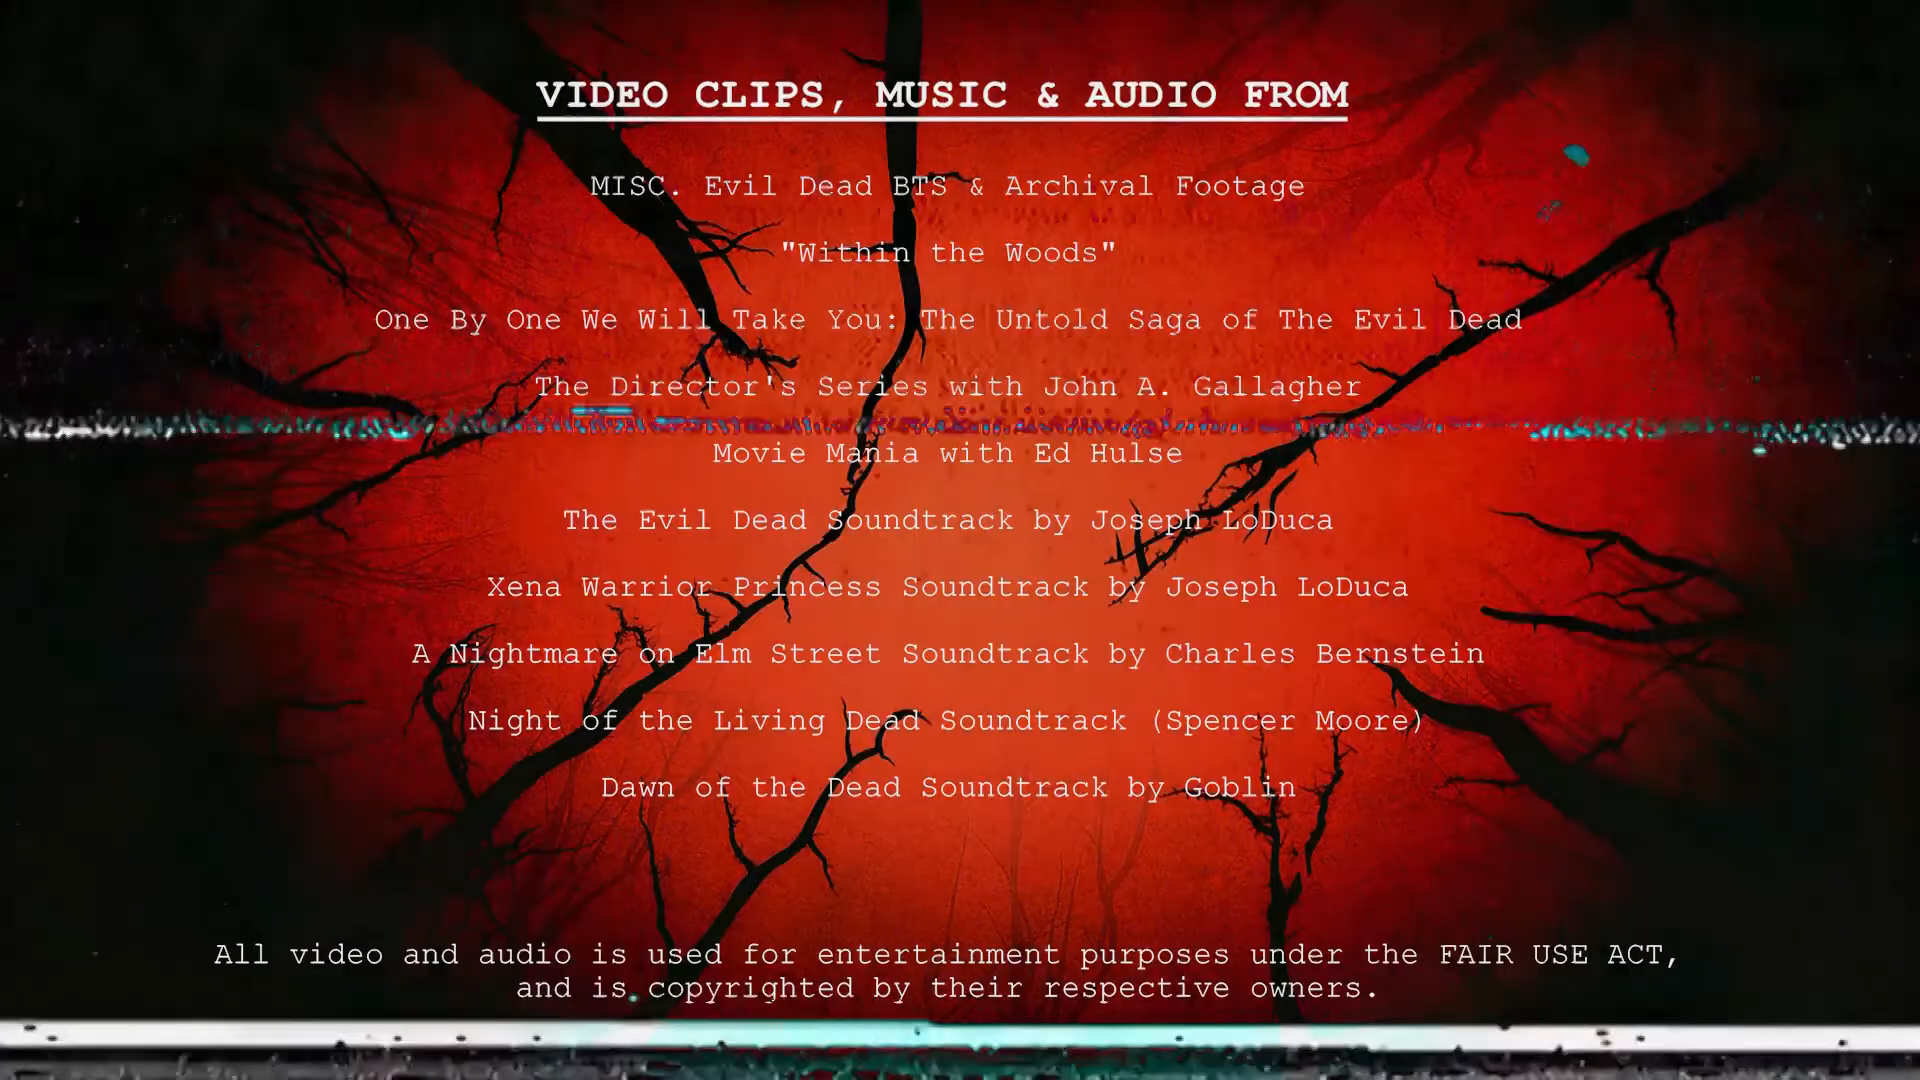 VIDEO CLIPS, MUSIC & AUDIO FROM
MISC. Evil Dead BTS & Archival Footage
"Within the Woods"
One By One We Will Take You: The Untold Saga of The Evil Dead
The Director's Series with John A. Gallagher
Movie Mania with Ed Hulse
The Evil Dead Soundtrack by Joseph LoDuca
Xena Warrior Princess Soundtrack by Joseph LoDuca
A Nightmare on Elm Street Soundtrack by Charles Bernstein
Night of the Living Dead Soundtrack (Spencer Moore)
Dawn of the Dead Soundtrack by Goblin
All video and audio is used for entertainment purposes under the FAIR USE ACT,
and is copyrighted by their respective owners.